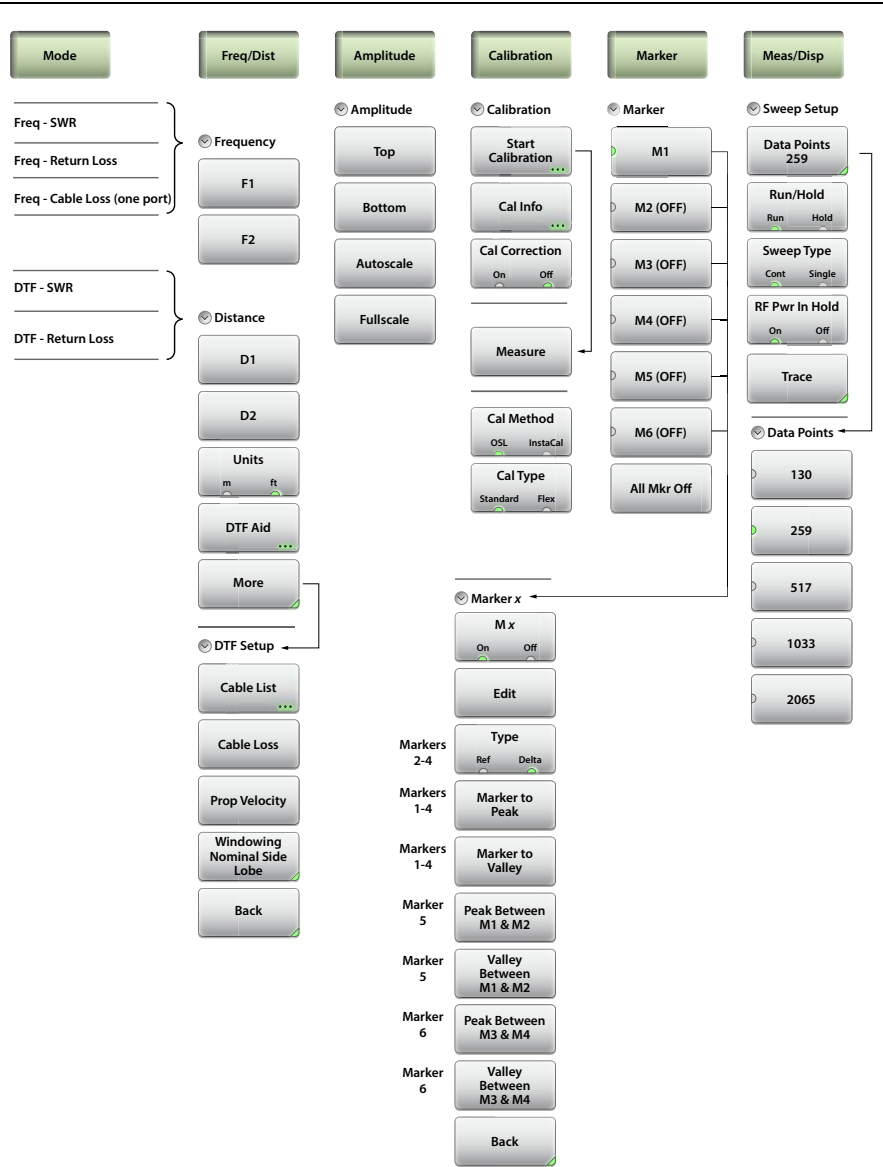 Mode
Freq/Dist
Amplitude
Calibration
Marker
Meas/Disp
Freq - SWR
Freq - Return Loss
Freq - Cable Loss (one port)
DTF - SWR
DTF - Return Loss
Frequency
F1
F2
Distance
D1
D2
Units
m ft
DTF Aid
More
DTF Setup
Cable List
Cable Loss
Prop Velocity
Windowing
Nominal Side
Lobe
Back
Amplitude
Top
Bottom
Autoscale
Fullscale
Calibration
Start
Calibration
Cal Info
Cal Correction
On Off
Measure
Cal Method
OSL InstaCal
Cal Type
Standard Flex
Marker
M1
M2 (OFF)
M3 (OFF)
M4 (OFF)
M5 (OFF)
M6 (OFF)
All Mkr Off
Marker x
M x
On Off
Edit
Markers
2-4
Type
Ref Delta
Markers
1-4
Marker to
Peak
Markers
1-4
Marker to
Valley
Marker
5
Peak Between
M1 & M2
Marker
5
Valley
Between
M1 & M2
Marker
6
Peak Between
M3 & M4
Marker
6
Valley
Between
M3 & M4
Back
Sweep Setup
Data Points
259
Run/Hold
Run Hold
Sweep Type
Cont Single
RF Pwr In Hold
On Off
Trace
Data Points
130
259
517
1033
2065